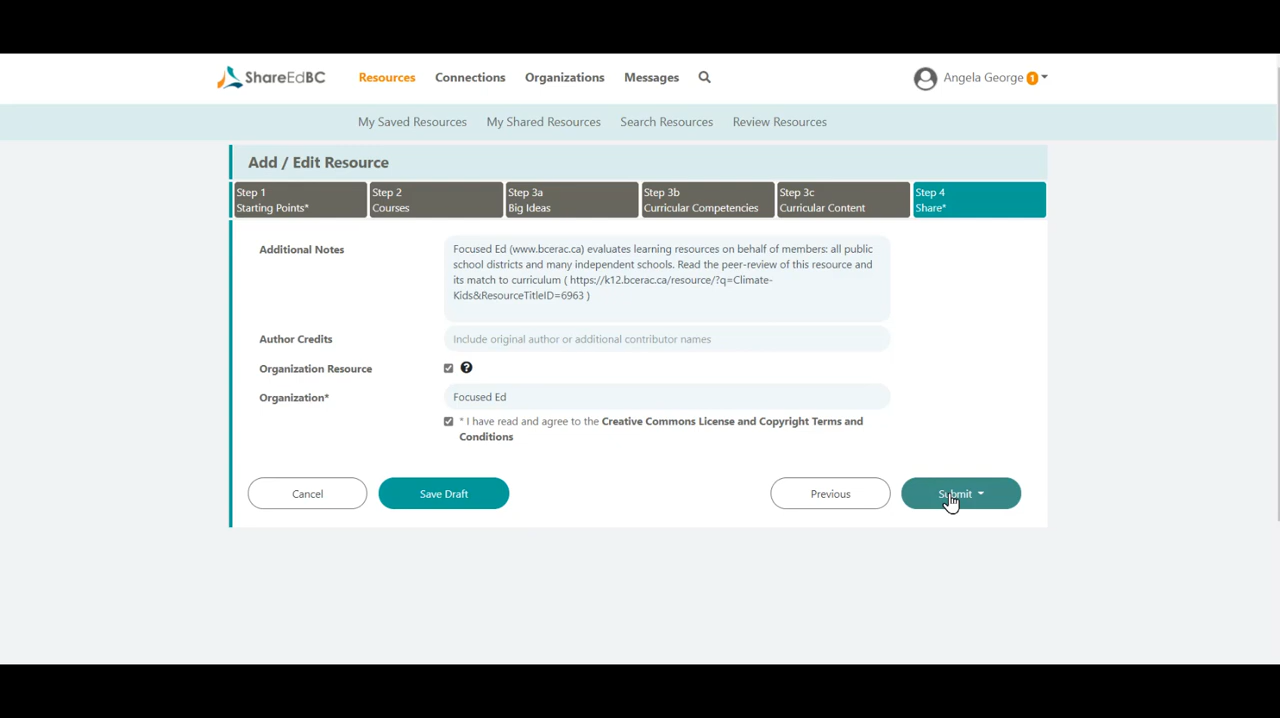 ShareEdBC Resources Connections Organizations Messages Angela George 1
My Saved Resources My Shared Resources Search Resources Review Resources
Add / Edit Resource
Step 1 Step 2 Step 3a Step 3b Step 3c Step 4
Starting Points* Courses Big Ideas Curricular Competencies Curricular Content Share*
Additional Notes Focused Ed (www.bcerac.ca) evaluates learning resources on behalf of members: all public
school districts and many independent schools. Read the peer-review of this resource and
its match to curriculum ( https://k12.bcerac.ca/resource/?q=Climate-
Kids&ResourceTitleID=6963 )
Author Credits Include original author or additional contributor names
Organization Resource ?
Organization* Focused Ed
* I have read and agree to the Creative Commons License and Copyright Terms and
Conditions
Cancel Save Draft Previous Submit